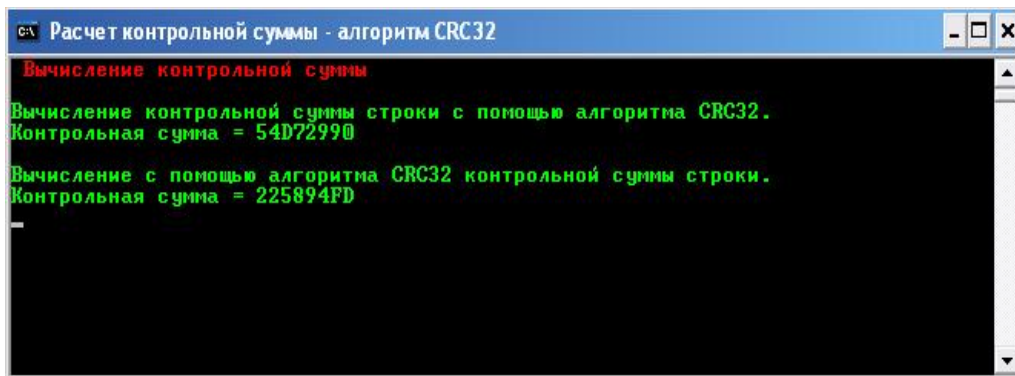 Расчет контрольной суммы - алгоритм CRC32
Вычисление контрольной суммы
Вычисление контрольной суммы строки с помощью алгоритма CRC32.
Контрольная сумма = 54D72990
Вычисление с помощью алгоритма CRC32 контрольной суммы строки.
Контрольная сумма = 225894FD